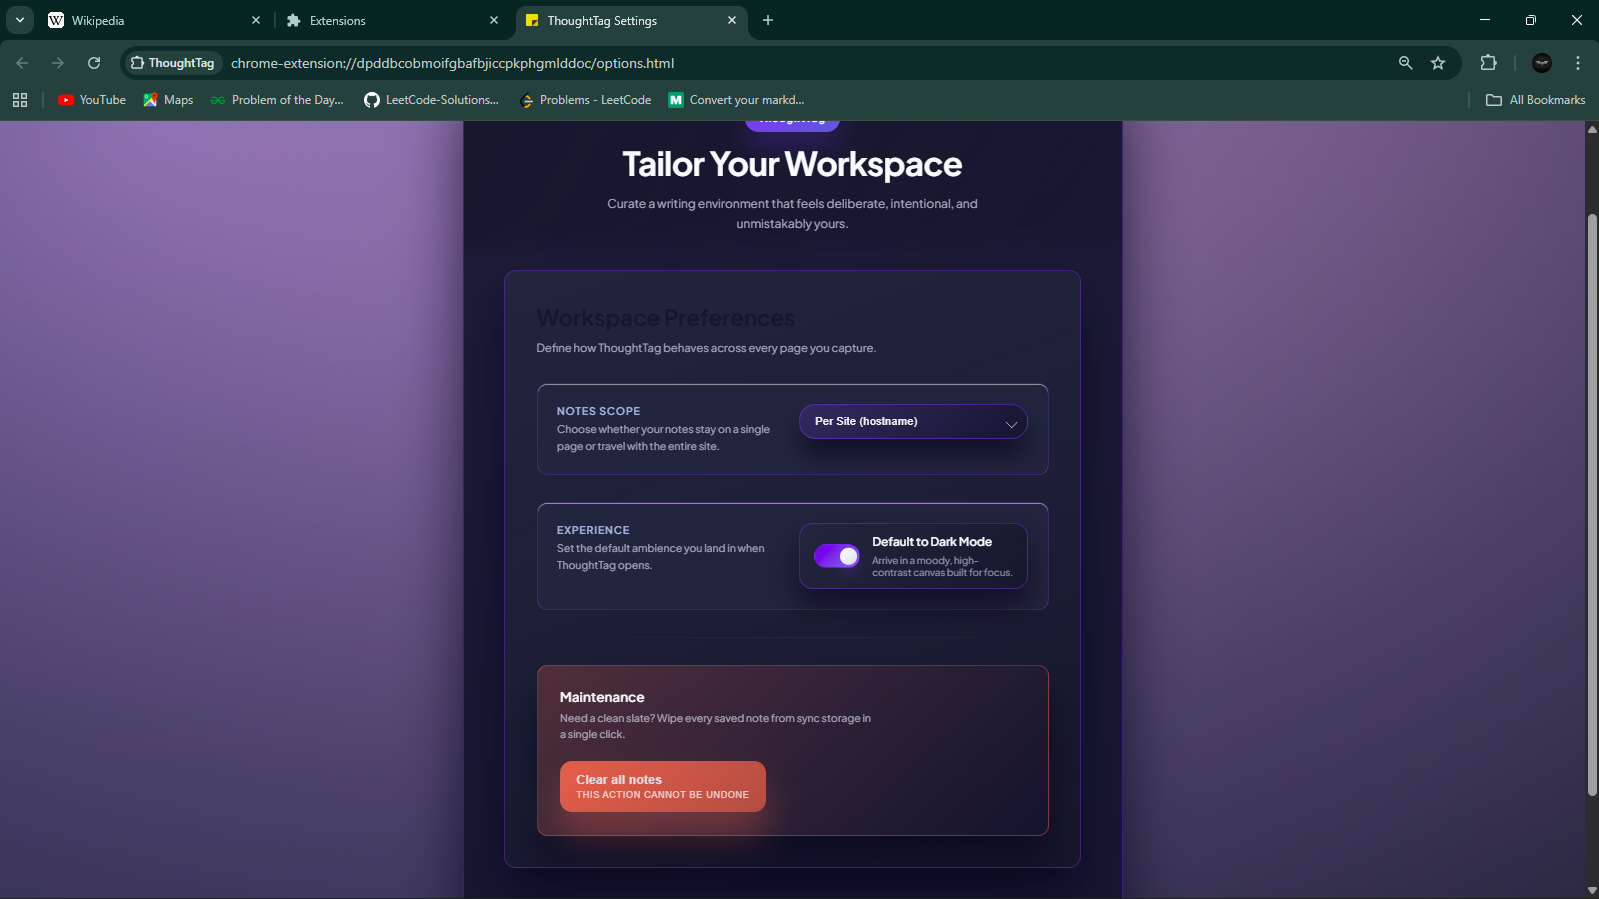 Wikipedia
Extensions
ThoughtTag Settings
ThoughtTag
chrome-extension://dpddbcobmoifgbafbjiccpkphgmlddoc/options.html
YouTube
Maps
Problem of the Day...
LeetCode-Solutions...
Problems - LeetCode
Convert your markd...
All Bookmarks
ThoughtTag
Tailor Your Workspace
Curate a writing environment that feels deliberate, intentional, and
unmistakably yours.
Workspace Preferences
Define how ThoughtTag behaves across every page you capture.
NOTES SCOPE
Choose whether your notes stay on a single
page or travel with the entire site.
Per Site (hostname)
EXPERIENCE
Set the default ambience you land in when
ThoughtTag opens.
Default to Dark Mode
Arrive in a moody, high-
contrast canvas built for focus.
Maintenance
Need a clean slate? Wipe every saved note from sync storage in
a single click.
Clear all notes
THIS ACTION CANNOT BE UNDONE